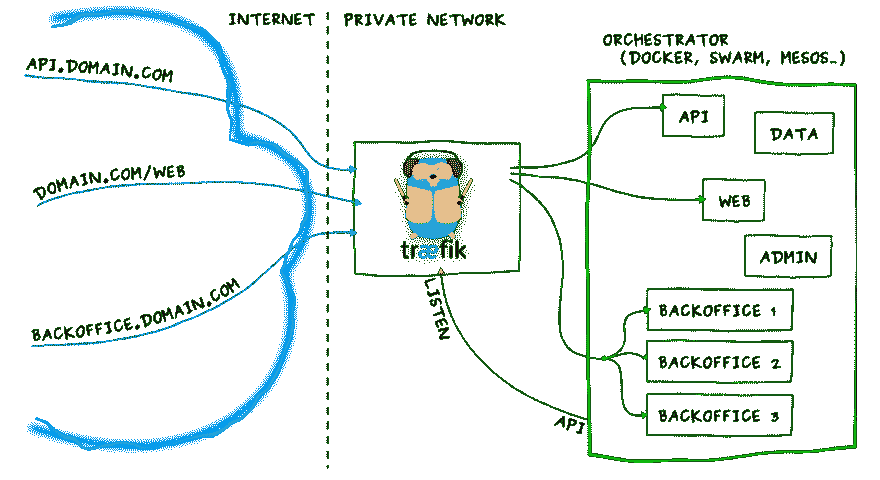 INTERNET
PRIVATE NETWORK
ORCHESTRATOR
(DOCKER, SWARM, MESOS...)
API.DOMAIN.COM
API
DATA
DOMAIN.COM/WEB
WEB
træfik
ADMIN
LISTEN
BACKOFFICE.DOMAIN.COM
BACKOFFICE 1
BACKOFFICE 2
BACKOFFICE 3
API